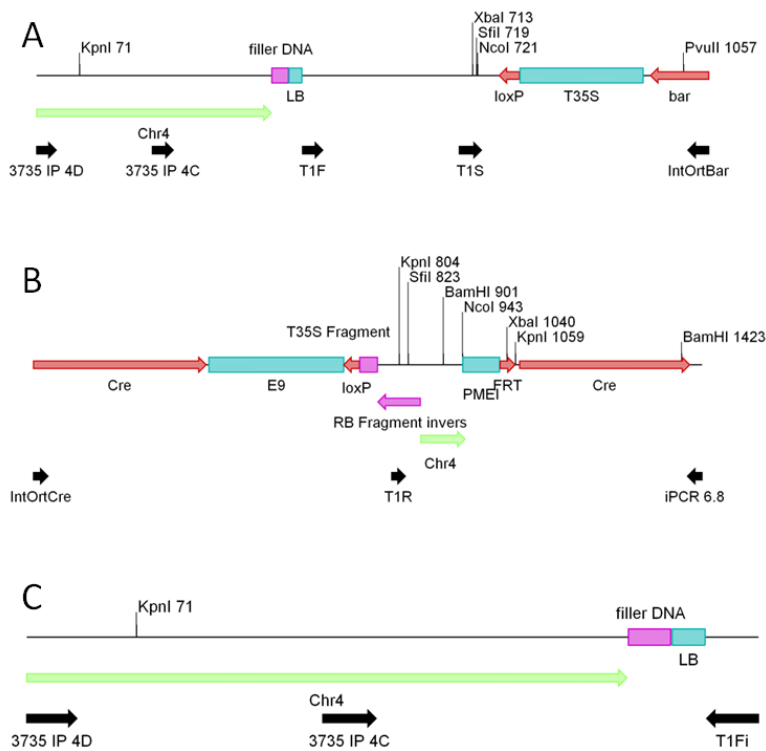 A
XbaI 713
SfiI 719
KpnI 71
filler DNA
NcoI 721
PvuII 1057
LB
loxP
T35S
bar
Chr4
3735 IP 4D
3735 IP 4C
T1F
T1S
IntOrtBar
B
KpnI 804
SfiI 823
BamHI 901
NcoI 943
T35S Fragment
XbaI 1040
KpnI 1059
BamHI 1423
Cre
E9
loxP
PMEI
FRT
Cre
RB Fragment invers
Chr4
IntOrtCre
T1R
iPCR 6.8
C
KpnI 71
filler DNA
LB
Chr4
3735 IP 4D
3735 IP 4C
T1Fi